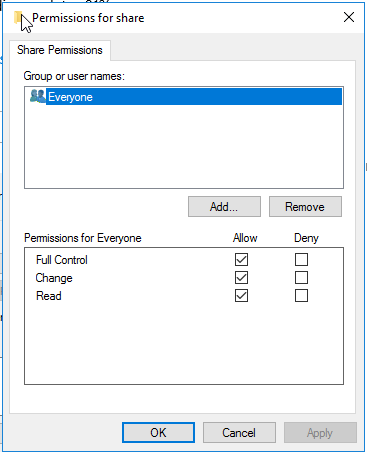 Permissions for share
Share Permissions
Group or user names:
Everyone
Add... Remove
Permissions for Everyone Allow Deny
Full Control
Change
Read
OK Cancel Apply